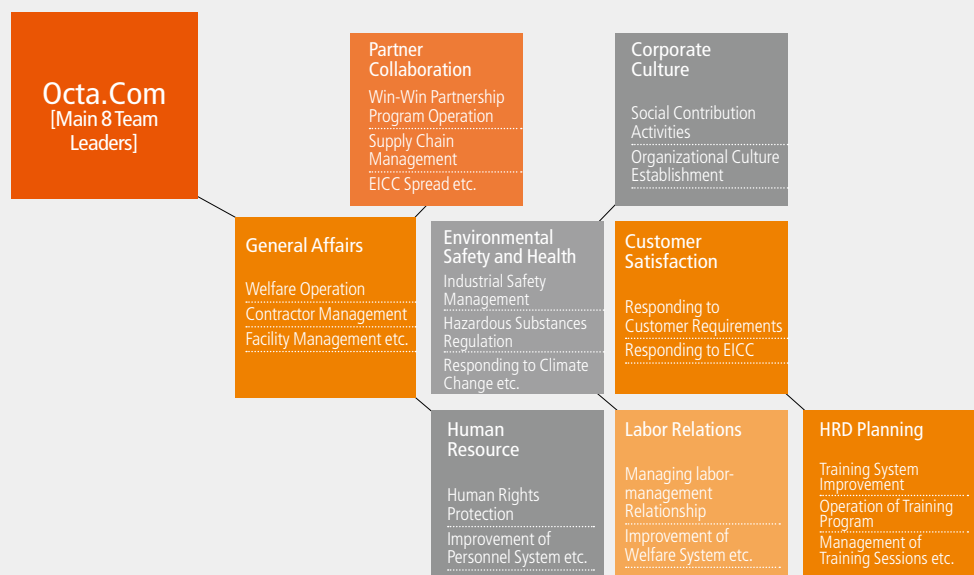 Octa.Com
[Main 8 Team
Leaders]
Partner
Collaboration
Win-Win Partnership
Program Operation
Supply Chain
Management
EICC Spread etc.
Corporate
Culture
Social Contribution
Activities
Organizational Culture
Establishment
General Affairs
Welfare Operation
Contractor Management
Facility Management etc.
Environmental
Safety and Health
Industrial Safety
Management
Hazardous Substances
Regulation
Responding to Climate
Change etc.
Customer
Satisfaction
Responding to
Customer Requirements
Responding to EICC
Human
Resource
Human Rights
Protection
Improvement of
Personnel System etc.
Labor Relations
Managing labor-
management
Relationship
Improvement of
Welfare System etc.
HRD Planning
Training System
Improvement
Operation of Training
Program
Management of
Training Sessions etc.